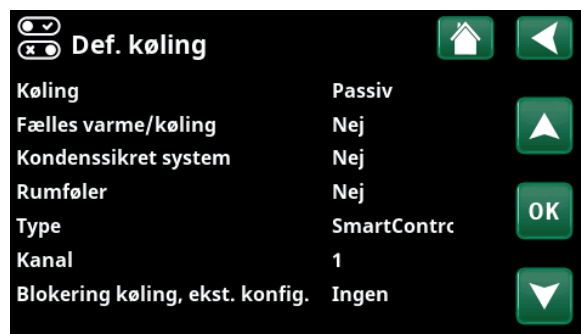 Def. køling
Køling Passiv
Fælles varme/køling Nej
Kondenssikret system Nej
Rumføler Nej
Type SmartContrc
OK
Kanal 1
Blokering køling, ekst. konfig. Ingen